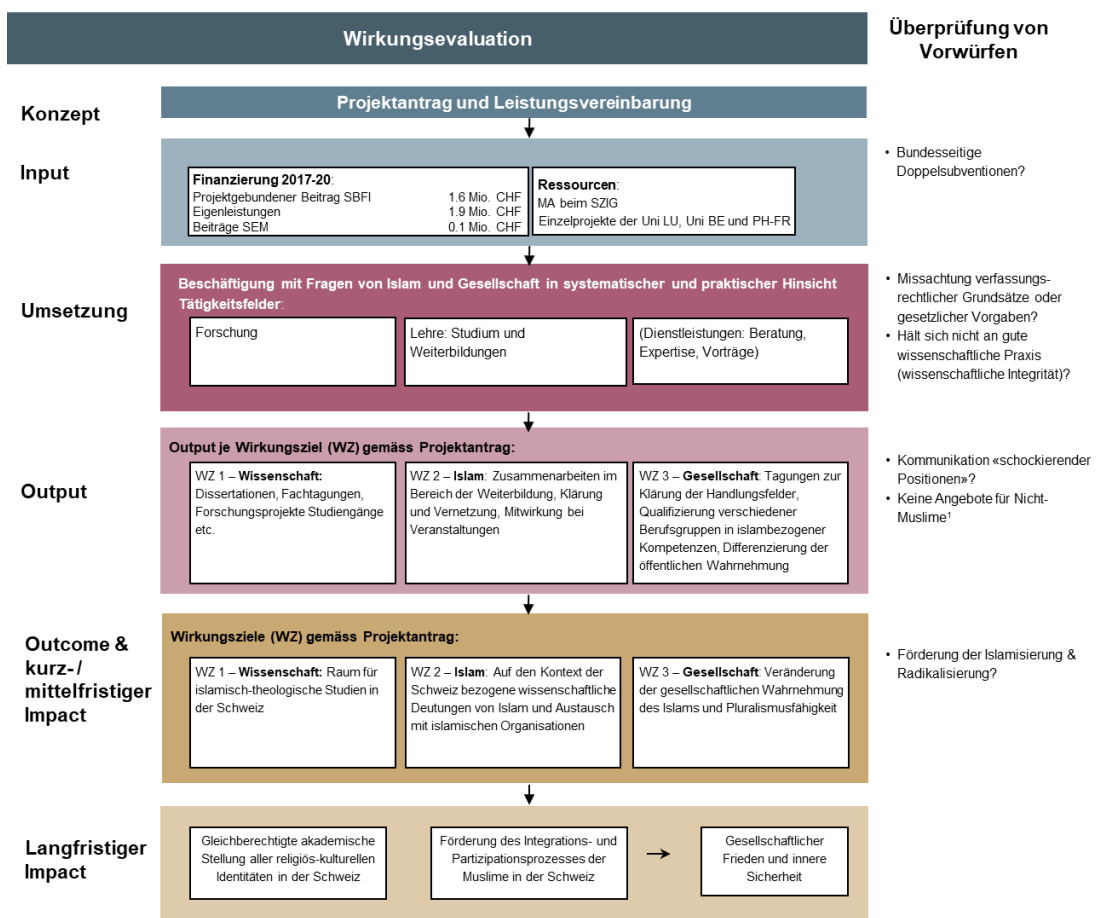 Wirkungsevaluation
Überprüfung von
Vorwürfen
Konzept
Projektantrag und Leistungsvereinbarung
Input
Finanzierung 2017-20:
Projektgebundener Beitrag SBFI 1.6 Mio. CHF
Eigenleistungen 1.9 Mio. CHF
Beiträge SEM 0.1 Mio. CHF
Ressourcen:
MA beim SZIG
Einzelprojekte der Uni LU, Uni BE und PH-FR
• Bundesseitige
Doppelsubventionen?
Umsetzung
Beschäftigung mit Fragen von Islam und Gesellschaft in systematischer und praktischer Hinsicht
Tätigkeitsfelder:
Forschung
Lehre: Studium und
Weiterbildungen
(Dienstleistungen: Beratung,
Expertise, Vorträge)
• Missachtung verfassungs-
rechtlicher Grundsätze oder
gesetzlicher Vorgaben?
• Hält sich nicht an gute
wissenschaftliche Praxis
(wissenschaftliche Integrität)?
Output
Output je Wirkungsziel (WZ) gemäss Projektantrag:
WZ 1 – Wissenschaft:
Dissertationen, Fachtagungen,
Forschungsprojekte Studiengänge
etc.
WZ 2 – Islam: Zusammenarbeiten im
Bereich der Weiterbildung, Klärung
und Vernetzung, Mitwirkung bei
Veranstaltungen
WZ 3 – Gesellschaft: Tagungen zur
Klärung der Handlungsfelder,
Qualifizierung verschiedener
Berufsgruppen in islambezogener
Kompetenzen, Differenzierung der
öffentlichen Wahrnehmung
• Kommunikation «schockierender
Positionen»?
• Keine Angebote für Nicht-
Muslime¹
Outcome &
kurz- /
mittelfristiger
Impact
Wirkungsziele (WZ) gemäss Projektantrag:
WZ 1 – Wissenschaft: Raum für
islamisch-theologische Studien in
der Schweiz
WZ 2 – Islam: Auf den Kontext der
Schweiz bezogene wissenschaftliche
Deutungen von Islam und Austausch
mit islamischen Organisationen
WZ 3 – Gesellschaft: Veränderung
der gesellschaftlichen Wahrnehmung
des Islams und Pluralismusfähigkeit
• Förderung der Islamisierung &
Radikalisierung?
Langfristiger
Impact
Gleichberechtigte akademische
Stellung aller religiös-kulturellen
Identitäten in der Schweiz
Förderung des Integrations- und
Partizipationsprozesses der
Muslime in der Schweiz
Gesellschaftlicher
Frieden und innere
Sicherheit